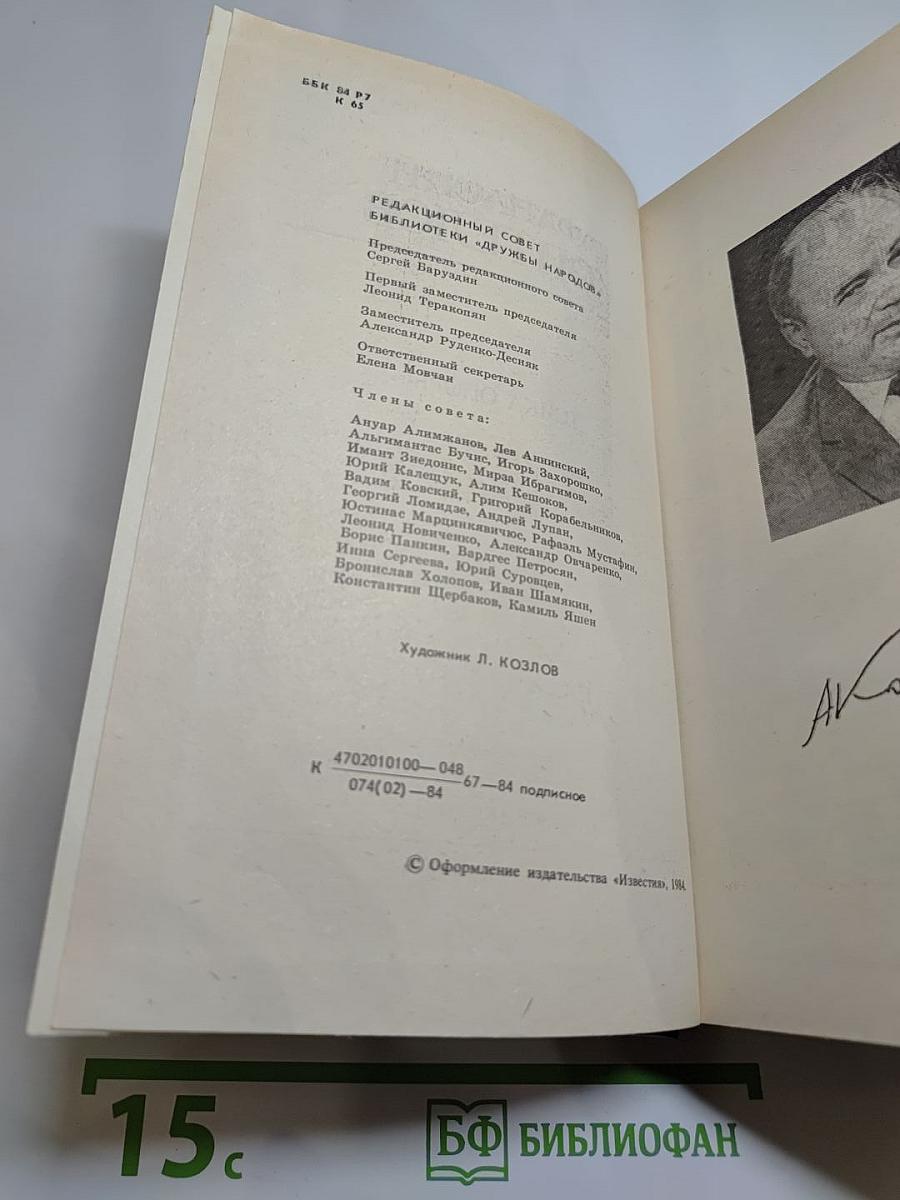 ББК 84 Р7
К 65
РЕДАКЦИОННЫЙ СОВЕТ
БИБЛИОТЕКИ «ДРУЖБЫ НАРОДОВ»
Председатель редакционного совета
Сергей Баруздин
Первый заместитель председателя
Леонид Теракопян
Заместитель председателя
Александр Руденко-Десняк
Ответственный секретарь
Елена Мовчан
Члены совета:
Ануар Алимжанов, Лев Аннинский,
Альгимантас Бучис, Игорь Захорошко,
Имант Зиедонис, Мирза Ибрагимов,
Юрий Калещук, Алим Кешоков,
Вадим Ковский, Григорий Корабельников,
Георгий Ломидзе, Андрей Лупан,
Юстинас Марцинкявичюс, Рафаэль Мустафин,
Леонид Новиченко, Александр Овчаренко,
Борис Панкин, Вардгес Петросян,
Инна Сергеева, Юрий Суровцев,
Бронислав Холопов, Иван Шамякин,
Константин Щербаков, Камиль Яшен
Художник Л. КОЗЛОВ
К 4702010100—048
074(02)—84
67—84 подписное
© Оформление издательства «Известия», 1984.
15 с
БФ БИБЛИОФАН